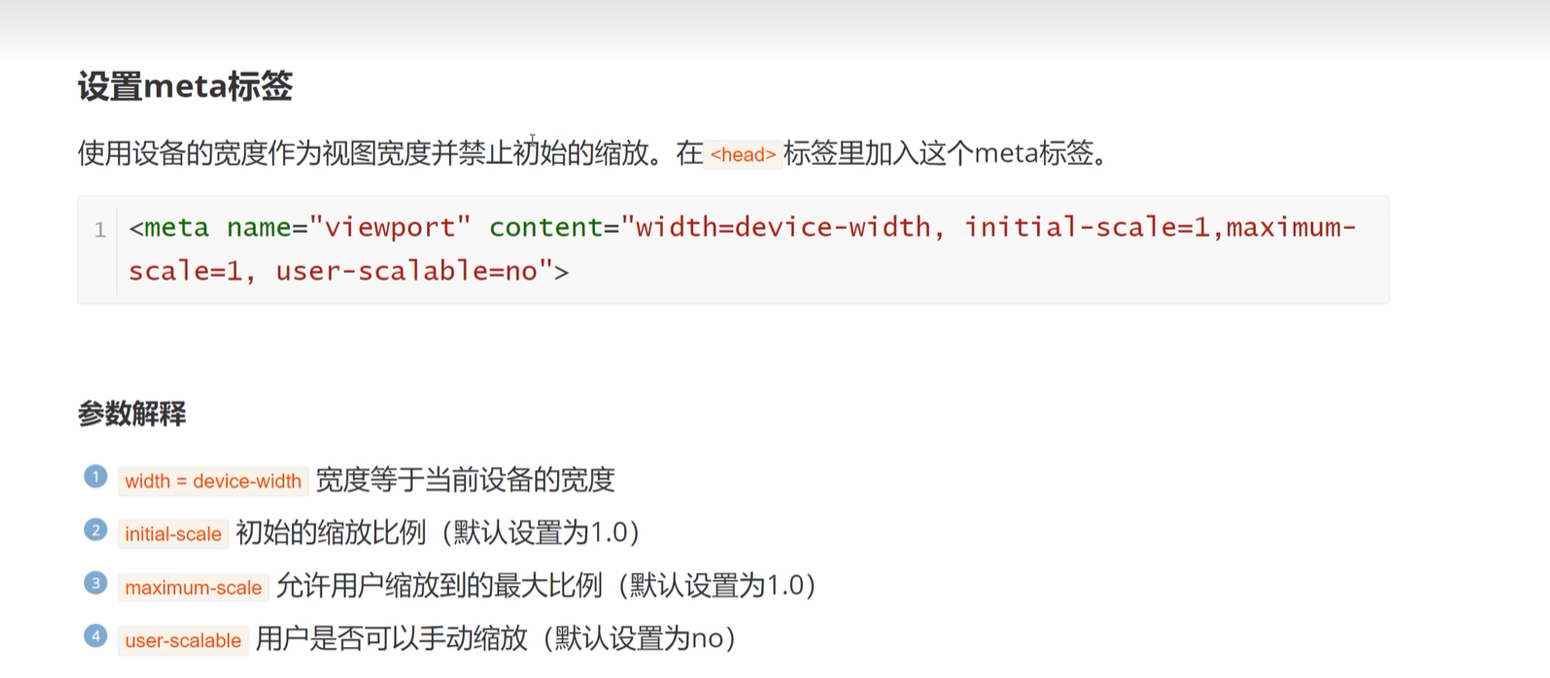 设置meta标签
使用设备的宽度作为视图宽度并禁止初始的缩放。在<head>标签里加入这个meta标签。
1 <meta name="viewport" content="width=device-width, initial-scale=1,maximum-
scale=1, user-scalable=no">
参数解释
1 width = device-width 宽度等于当前设备的宽度
2 initial-scale 初始的缩放比例（默认设置为1.0）
3 maximum-scale 允许用户缩放到的最大比例（默认设置为1.0）
4 user-scalable 用户是否可以手动缩放（默认设置为no）